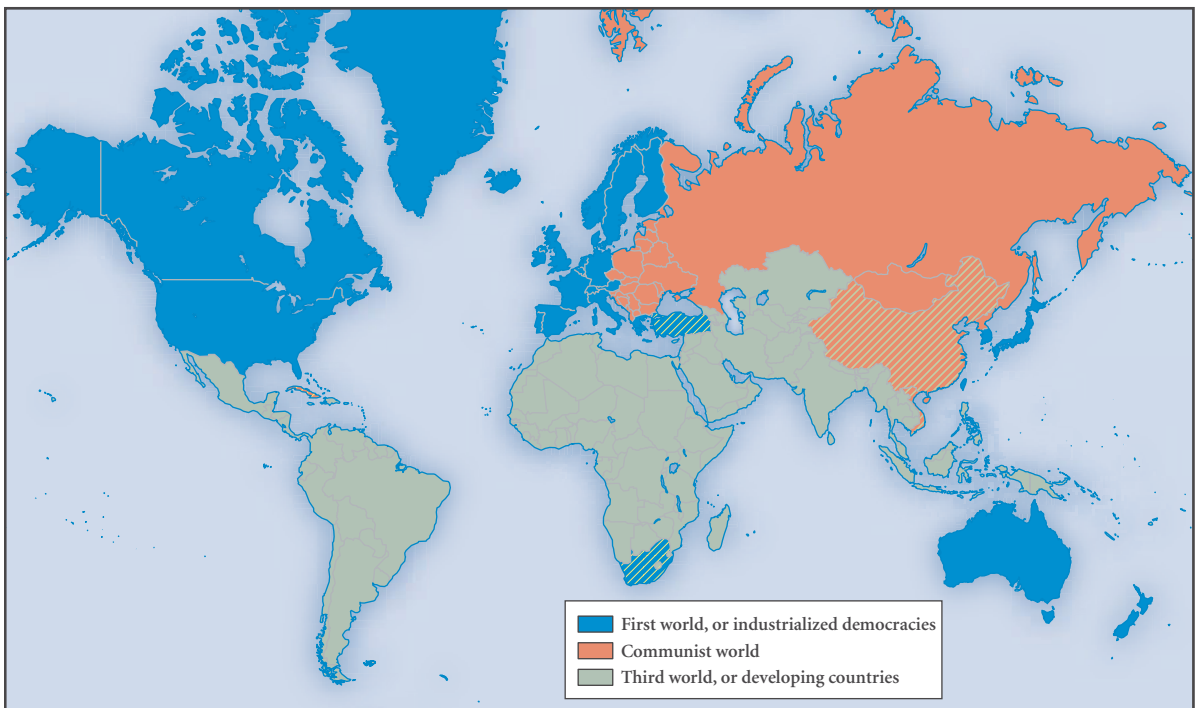 First world, or industrialized democracies
Communist world
Third world, or developing countries